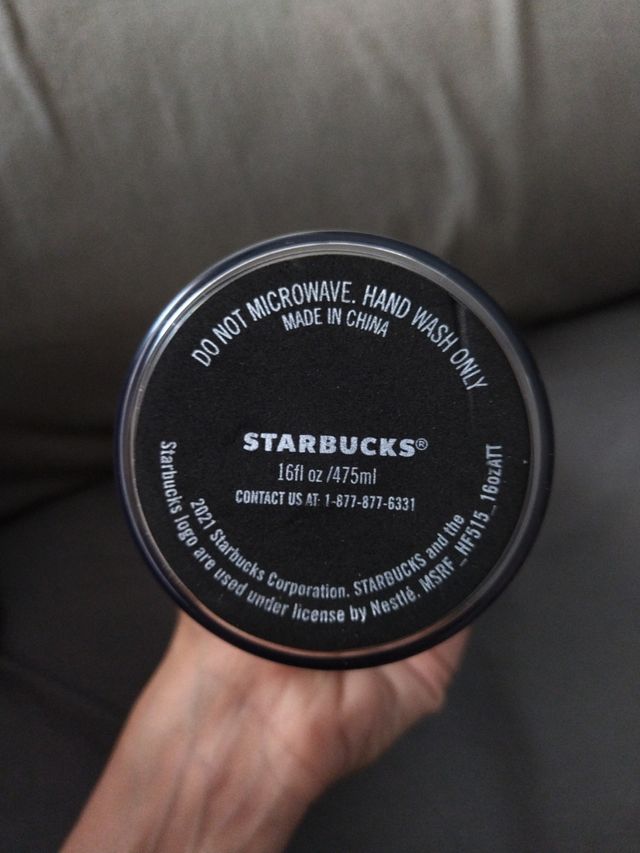 DO NOT MICROWAVE. HAND WASH ONLY
MADE IN CHINA
STARBUCKS®
16fl oz /475ml
CONTACT US AT: 1-877-877-6331
2021 Starbucks Corporation. STARBUCKS and the
Starbucks logo are used under license by Nestlé. MSRF_HF515_16ozATT